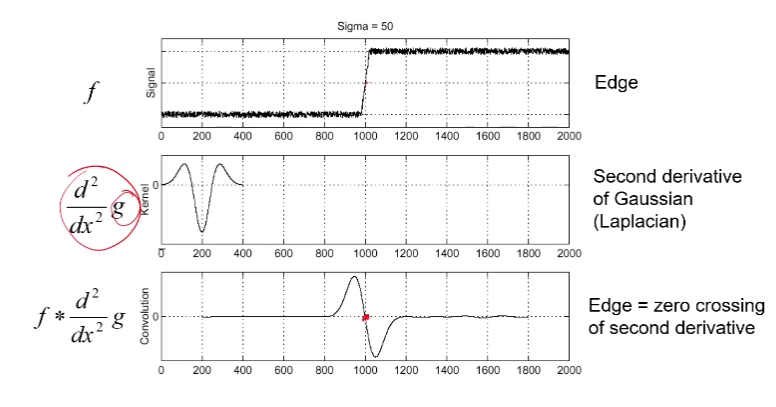 Sigma = 50
f
Signal
Edge
0 200 400 600 800 1000 1200 1400 1600 1800 2000
d²/dx² g
Kernel
0
Second derivative
of Gaussian
(Laplacian)
0 200 400 600 800 1000 1200 1400 1600 1800 2000
f * d²/dx² g
Convolution
0
Edge = zero crossing
of second derivative
0 200 400 600 800 1000 1200 1400 1600 1800 2000